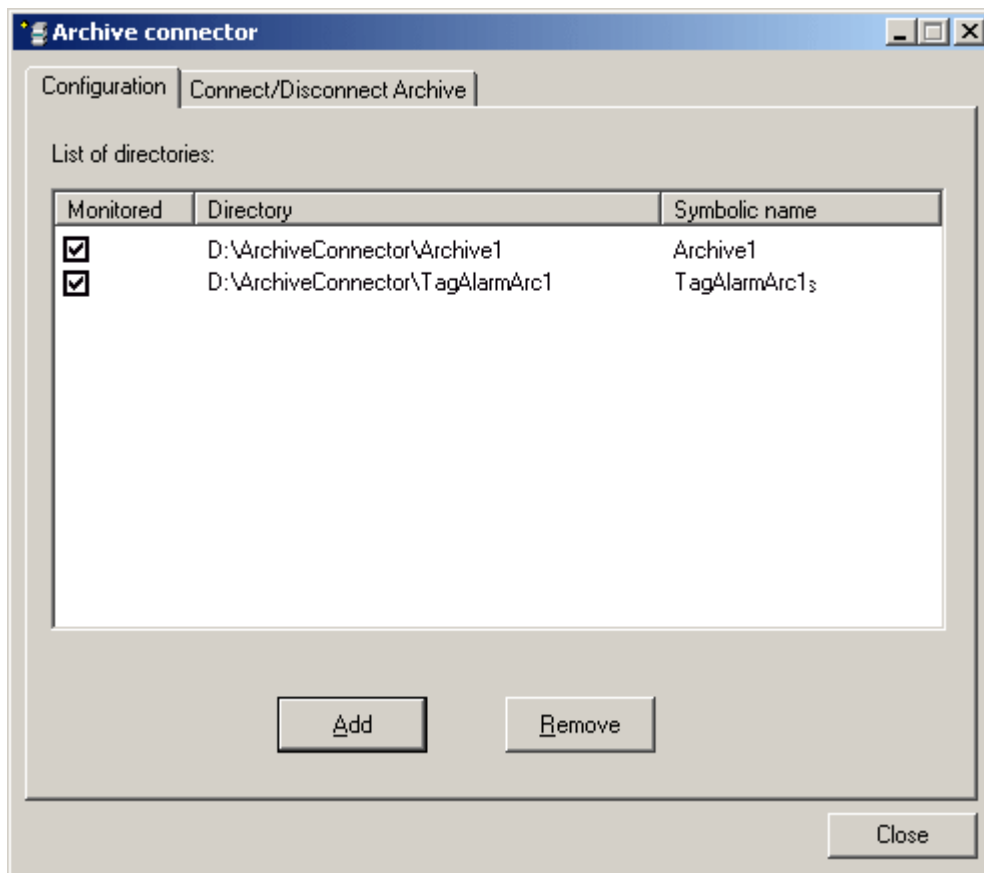 Archive connector
Configuration Connect/Disconnect Archive
List of directories:
Monitored Directory Symbolic name
D:\ArchiveConnector\Archive1 Archive1
D:\ArchiveConnector\TagAlarmArc1 TagAlarmArc1s
Add Remove
Close